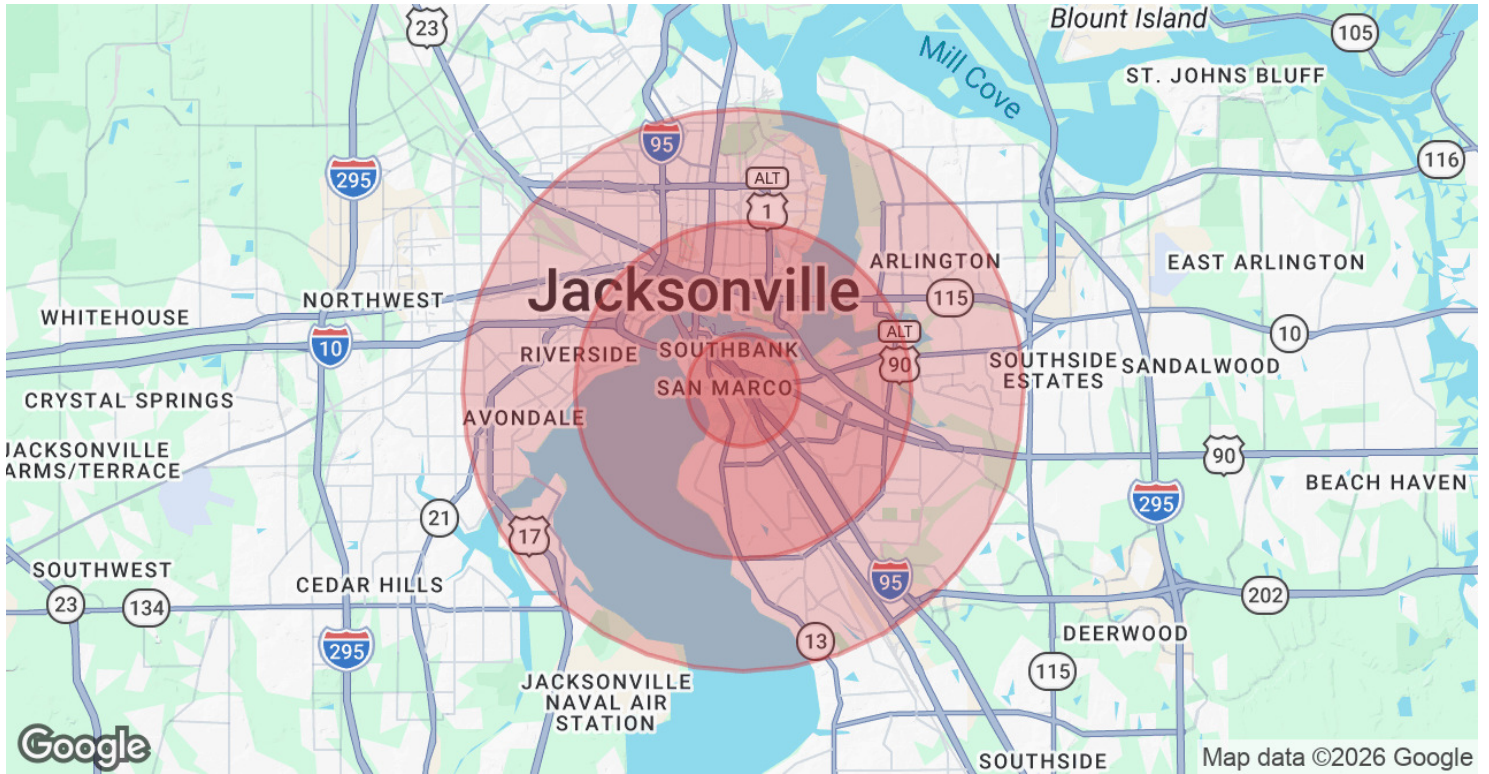 23
Blount Island
105
Mill Cove
ST. JOHNS BLUFF
95
116
295
ALT
1
ARLINGTON
EAST ARLINGTON
Jacksonville
NORTHWEST
115
WHITEHOUSE
ALT
10
10
RIVERSIDE
SOUTHBANK
90
SOUTHSIDE
ESTATES
SANDALWOOD
SAN MARCO
CRYSTAL SPRINGS
AVONDALE
JACKSONVILLE
ARMS/TERRACE
90
BEACH HAVEN
295
21
17
SOUTHWEST
CEDAR HILLS
95
23
134
202
13
DEERWOOD
295
115
JACKSONVILLE
NAVAL AIR
STATION
Google
SOUTHSIDE
Map data ©2026 Google